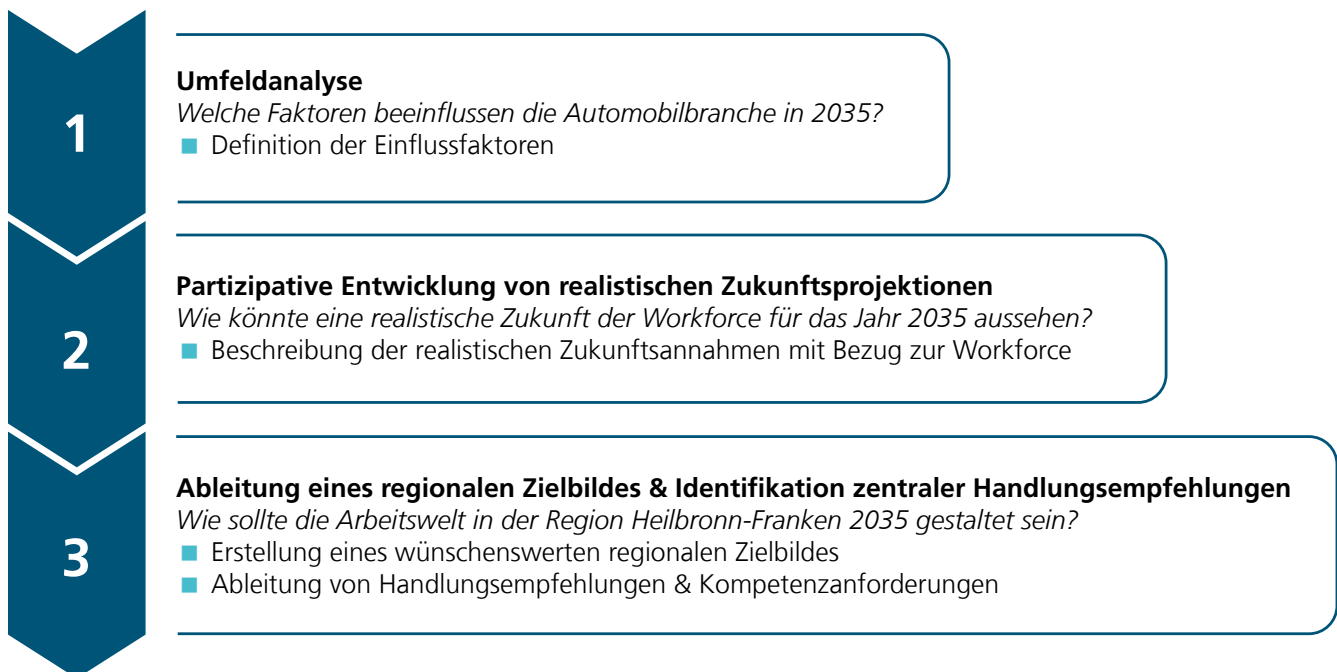 1
Umfeldanalyse
Welche Faktoren beeinflussen die Automobilbranche in 2035?
Definition der Einflussfaktoren
2
Partizipative Entwicklung von realistischen Zukunftsprojektionen
Wie könnte eine realistische Zukunft der Workforce für das Jahr 2035 aussehen?
Beschreibung der realistischen Zukunftsannahmen mit Bezug zur Workforce
3
Ableitung eines regionalen Zielbildes & Identifikation zentraler Handlungsempfehlungen
Wie sollte die Arbeitswelt in der Region Heilbronn-Franken 2035 gestaltet sein?
Erstellung eines wünschenswerten regionalen Zielbildes
Ableitung von Handlungsempfehlungen & Kompetenzanforderungen